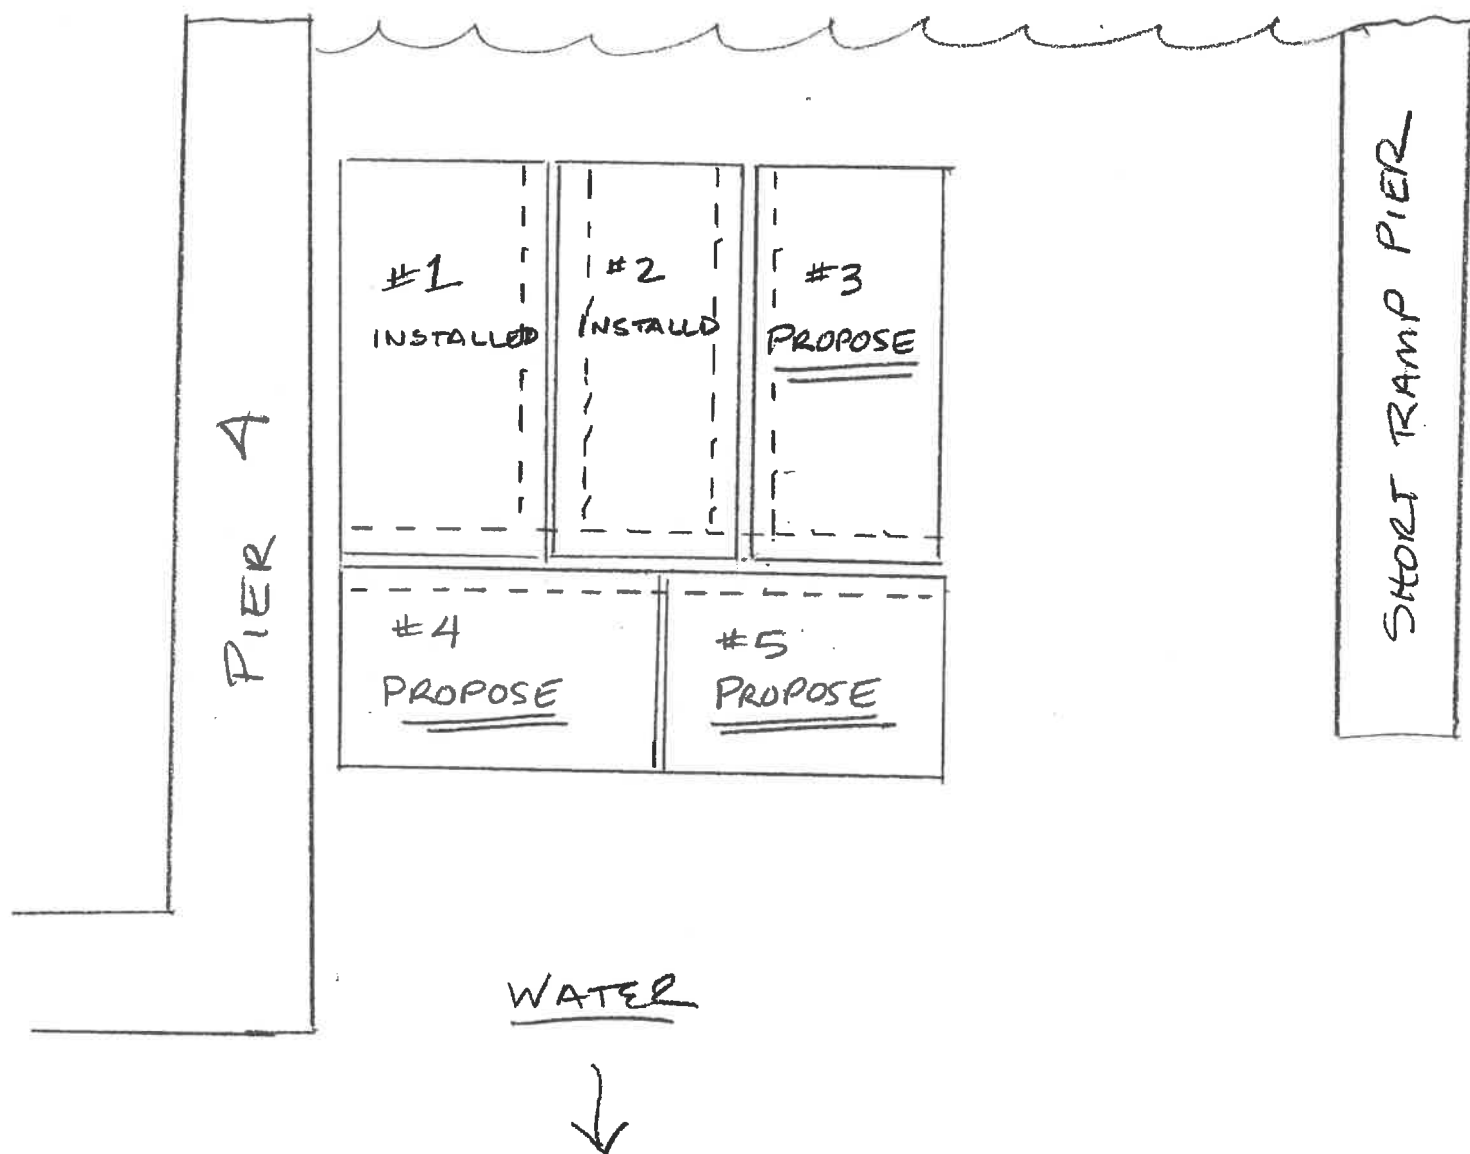 PIER 4
#1
INSTALLED
#2
INSTALLD
#3
PROPOSE
SHORT RAMP PIER
#4
PROPOSE
#5
PROPOSE
WATER